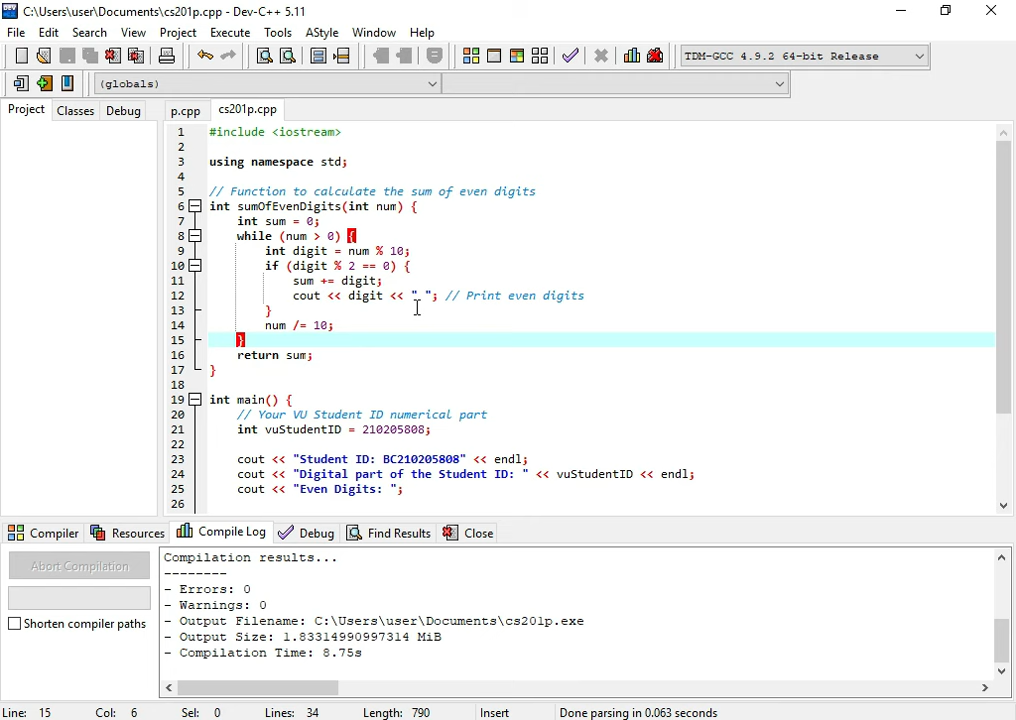 C:\Users\user\Documents\cs201p.cpp - Dev-C++ 5.11
File Edit Search View Project Execute Tools AStyle Window Help
TDM-GCC 4.9.2 64-bit Release
(globals)
Project Classes Debug p.cpp cs201p.cpp
1 #include <iostream>
2
3 using namespace std;
4
5 // Function to calculate the sum of even digits
6 int sumOfEvenDigits(int num) {
7 int sum = 0;
8 while (num > 0) {
9 int digit = num % 10;
10 if (digit % 2 == 0) {
11 sum += digit;
12 cout << digit << " "; // Print even digits
13 }
14 num /= 10;
15 }
16 return sum;
17 }
18
19 int main() {
20 // Your VU Student ID numerical part
21 int vuStudentID = 210205808;
22
23 cout << "Student ID: BC210205808" << endl;
24 cout << "Digital part of the Student ID: " << vuStudentID << endl;
25 cout << "Even Digits: ";
26
Compiler Resources Compile Log Debug Find Results Close
Abort Compilation
Shorten compiler paths
Compilation results...
--------
- Errors: 0
- Warnings: 0
- Output Filename: C:\Users\user\Documents\cs201p.exe
- Output Size: 1.83314990997314 MiB
- Compilation Time: 8.75s
Line: 15 Col: 6 Sel: 0 Lines: 34 Length: 790 Insert Done parsing in 0.063 seconds